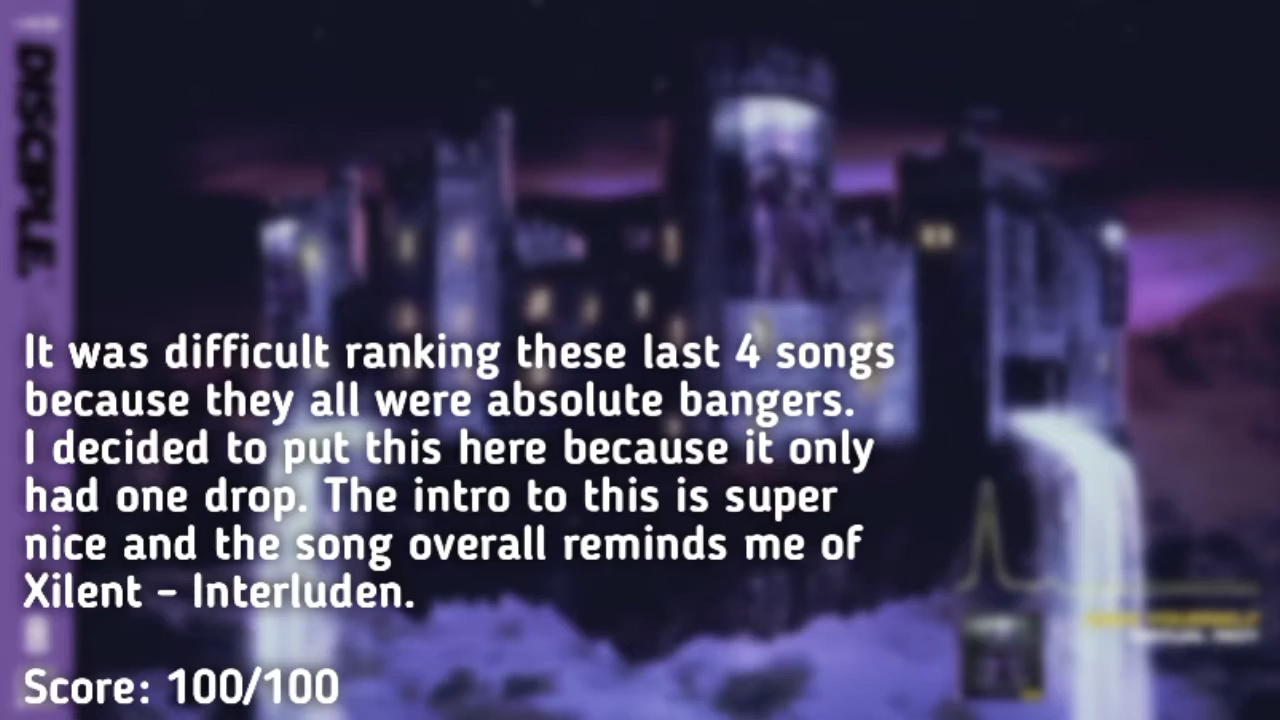 DISCIPLE.
It was difficult ranking these last 4 songs
because they all were absolute bangers.
I decided to put this here because it only
had one drop. The intro to this is super
nice and the song overall reminds me of
Xilent - Interluden.
Score: 100/100